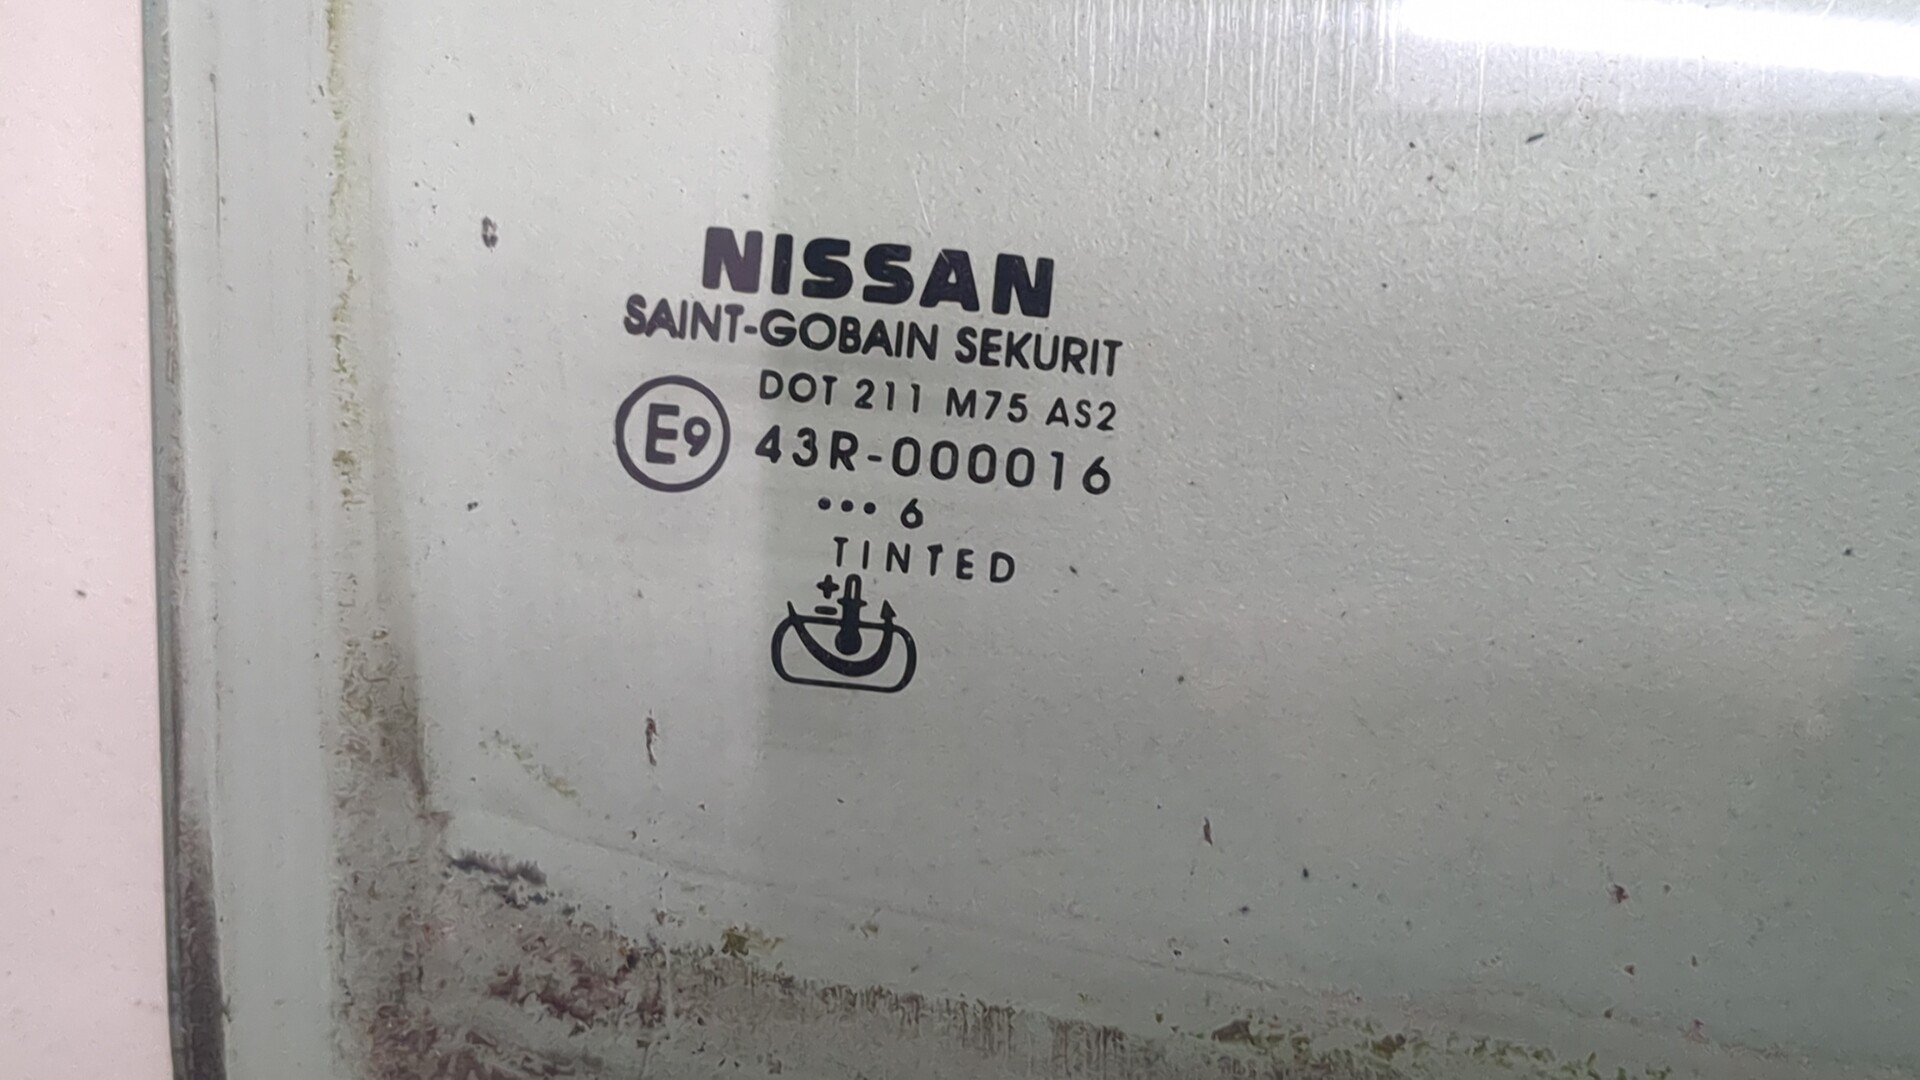 NISSAN
SAINT-GOBAIN SEKURIT
DOT 211 M75 AS2
E9 43R-000016
••• 6
TINTED
+
-